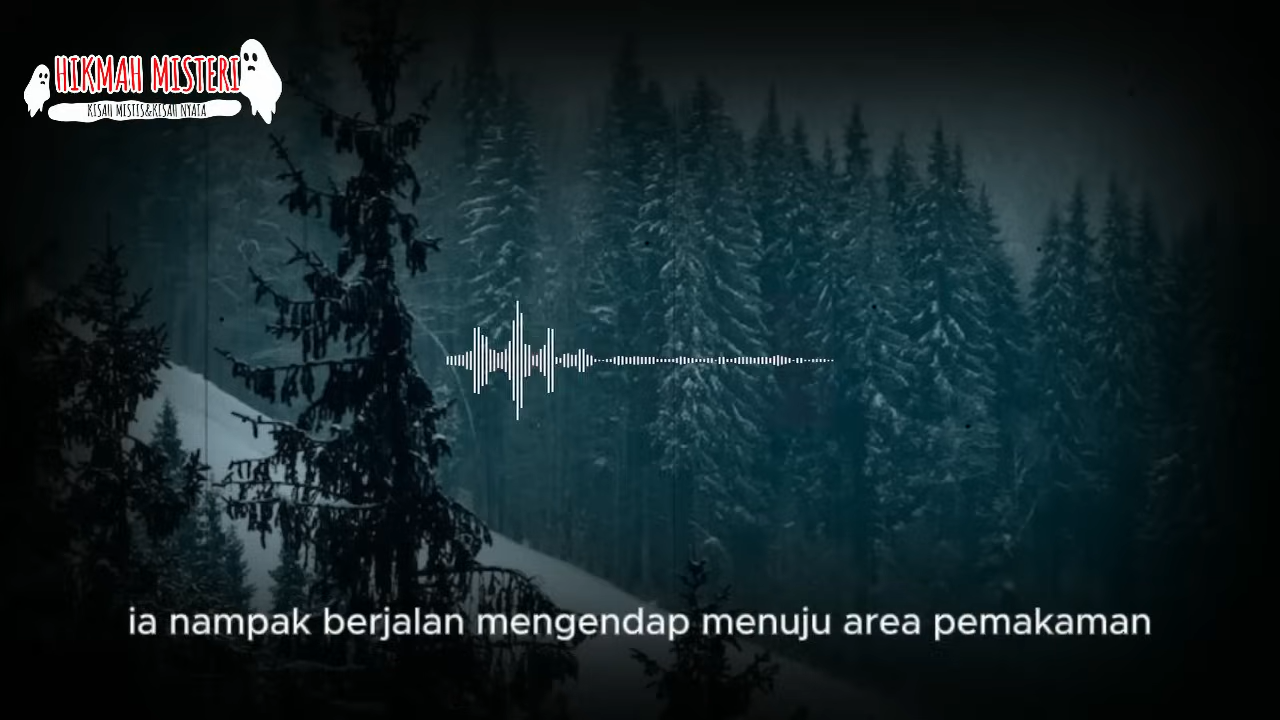 HIKMAH MISTERI
KISAH MISTIS&KISAH NYATA
ia nampak berjalan mengendap menuju area pemakaman